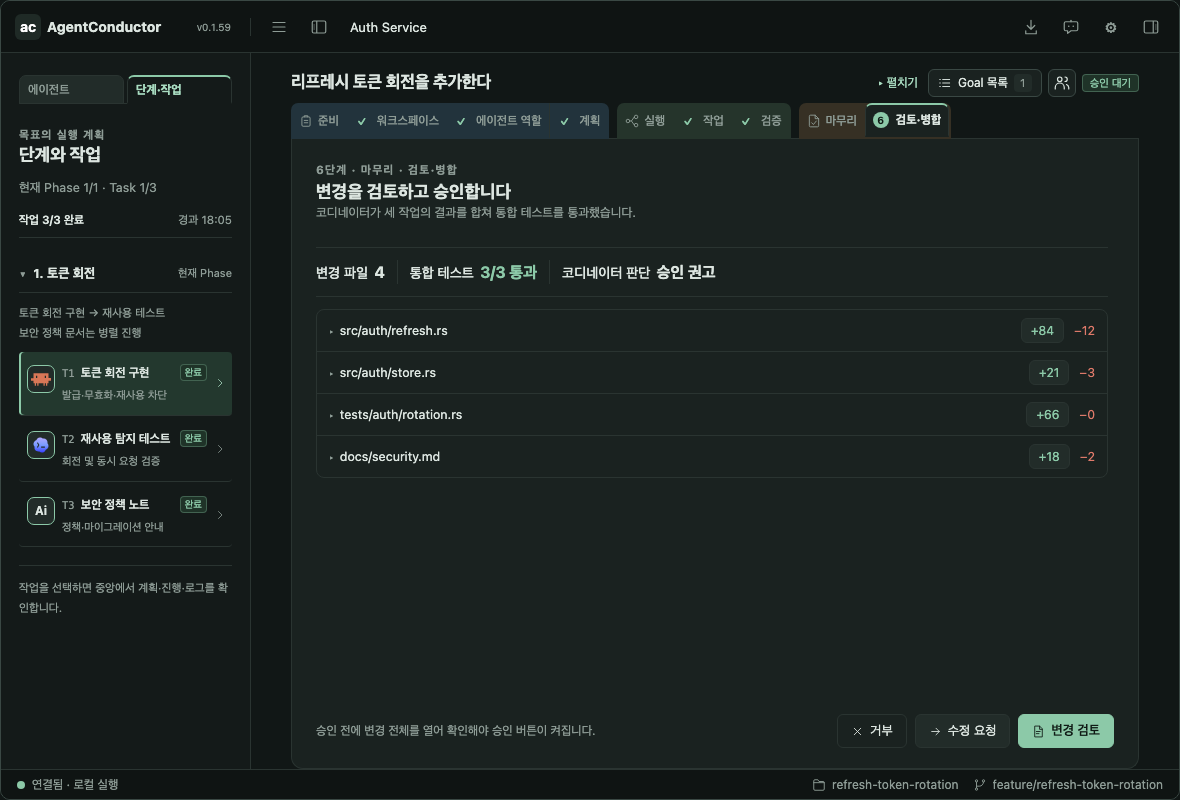 ac AgentConductor v0.1.59 Auth Service
에이전트 단계·작업
목표의 실행 계획
단계와 작업
현재 Phase 1/1 · Task 1/3
작업 3/3 완료 경과 18:05
1. 토큰 회전 현재 Phase
토큰 회전 구현 → 재사용 테스트
보안 정책 문서는 병렬 진행
T1 토큰 회전 구현 완료
발급·무효화·재사용 차단
T2 재사용 탐지 테스트 완료
회전 및 동시 요청 검증
Ai T3 보안 정책 노트 완료
정책·마이그레이션 안내
작업을 선택하면 중앙에서 계획·진행·로그를 확
인합니다.
리프레시 토큰 회전을 추가한다 펼치기 Goal 목록 1 승인 대기
준비 워크스페이스 에이전트 역할 계획 실행 작업 검증 마무리 6 검토·병합
6단계 · 마무리 · 검토·병합
변경을 검토하고 승인합니다
코디네이터가 세 작업의 결과를 합쳐 통합 테스트를 통과했습니다.
변경 파일 4 통합 테스트 3/3 통과 코디네이터 판단 승인 권고
src/auth/refresh.rs +84 −12
src/auth/store.rs +21 −3
tests/auth/rotation.rs +66 −0
docs/security.md +18 −2
승인 전에 변경 전체를 열어 확인해야 승인 버튼이 켜집니다. 거부 수정 요청 변경 검토
연결됨 · 로컬 실행 refresh-token-rotation feature/refresh-token-rotation